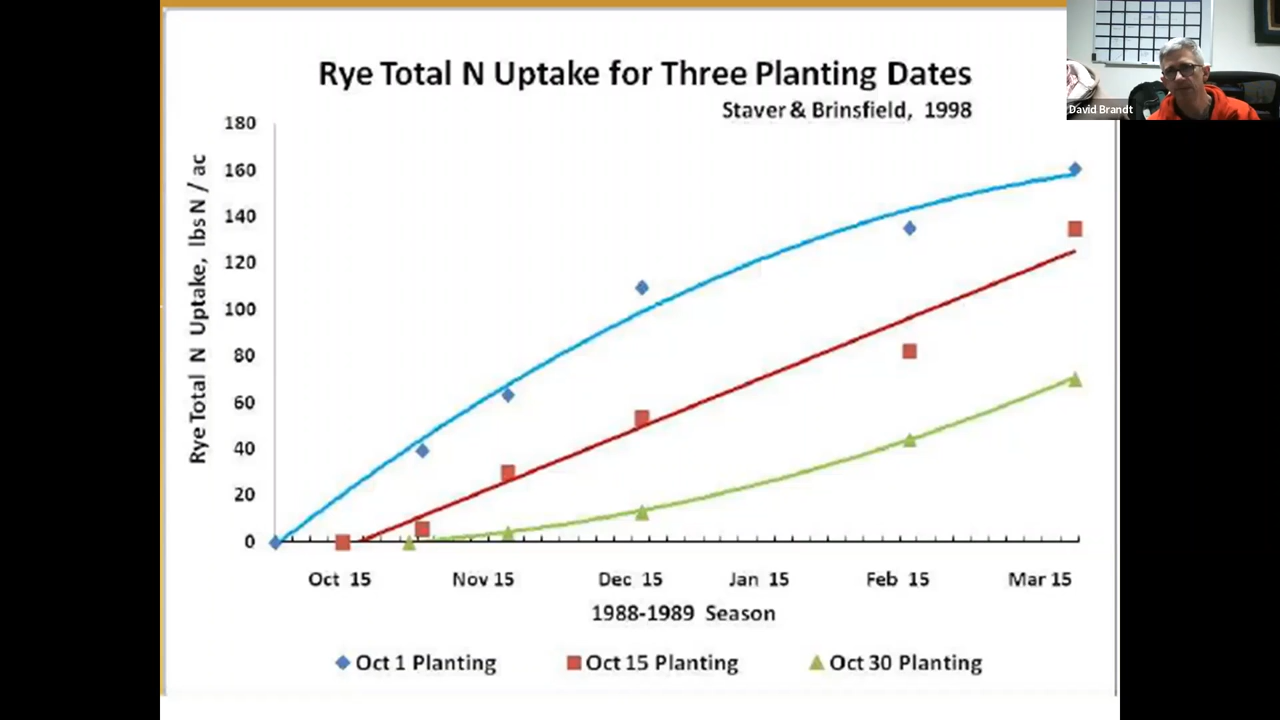 Rye Total N Uptake for Three Planting Dates
Staver & Brinsfield, 1998
David Brandt
Rye Total N Uptake, lbs N / ac
180
160
140
120
100
80
60
40
20
0
Oct 15 Nov 15 Dec 15 Jan 15 Feb 15 Mar 15
1988-1989 Season
Oct 1 Planting Oct 15 Planting Oct 30 Planting